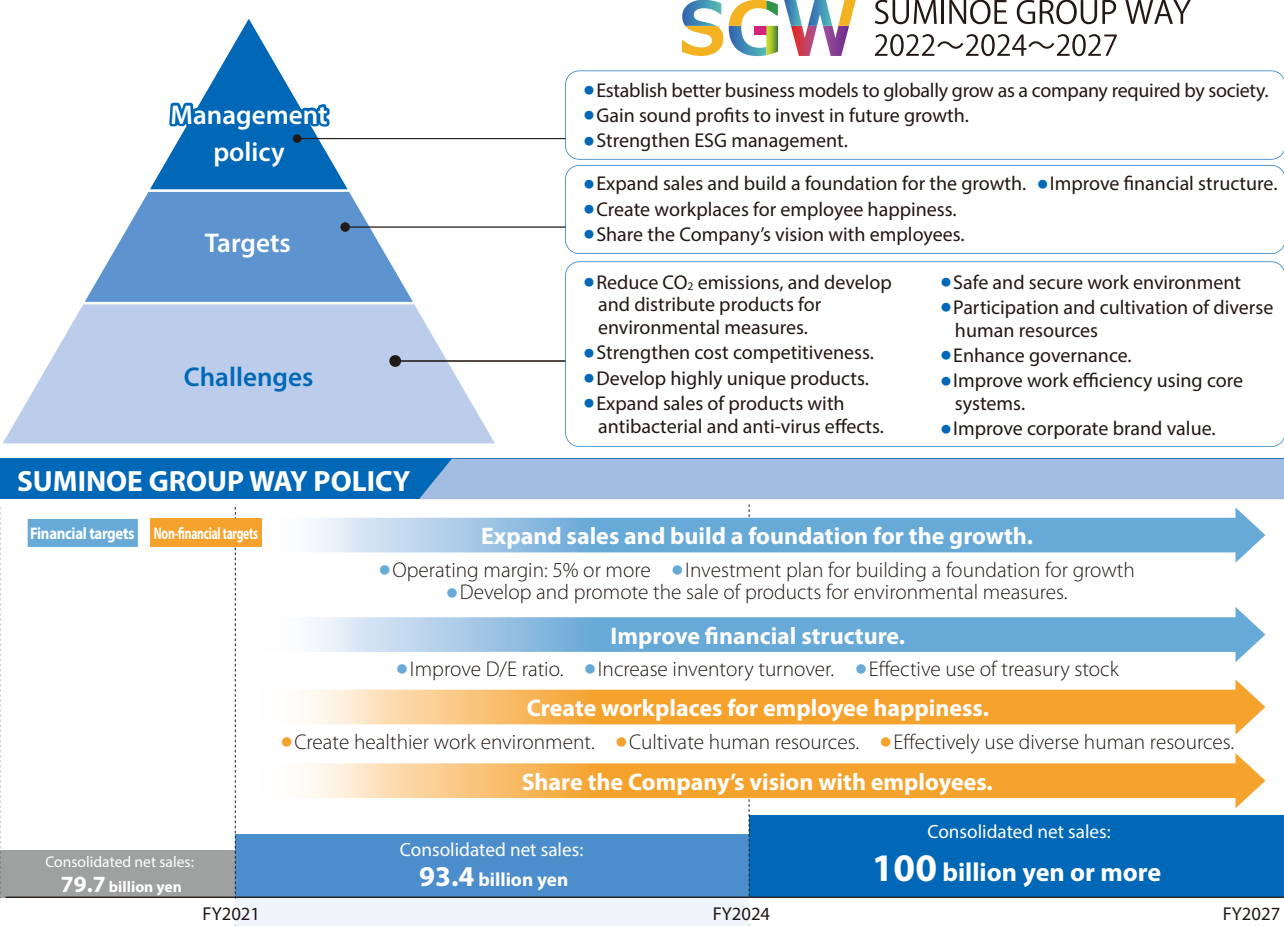 SGW SUMINOE GROUP WAY
2022～2024～2027
Management
policy
●Establish better business models to globally grow as a company required by society.
●Gain sound profits to invest in future growth.
●Strengthen ESG management.
Targets
●Expand sales and build a foundation for the growth. ●Improve financial structure.
●Create workplaces for employee happiness.
●Share the Company's vision with employees.
Challenges
●Reduce CO₂ emissions, and develop
and distribute products for
environmental measures.
●Strengthen cost competitiveness.
●Develop highly unique products.
●Expand sales of products with
antibacterial and anti-virus effects.
●Safe and secure work environment
●Participation and cultivation of diverse
human resources
●Enhance governance.
●Improve work efficiency using core
systems.
●Improve corporate brand value.
SUMINOE GROUP WAY POLICY
Financial targets Non-financial targets
Expand sales and build a foundation for the growth.
●Operating margin: 5% or more ●Investment plan for building a foundation for growth
●Develop and promote the sale of products for environmental measures.
Improve financial structure.
●Improve D/E ratio. ●Increase inventory turnover. ●Effective use of treasury stock
Create workplaces for employee happiness.
●Create healthier work environment. ●Cultivate human resources. ●Effectively use diverse human resources.
Share the Company's vision with employees.
Consolidated net sales:
79.7 billion yen
Consolidated net sales:
93.4 billion yen
Consolidated net sales:
100 billion yen or more
FY2021 FY2024 FY2027